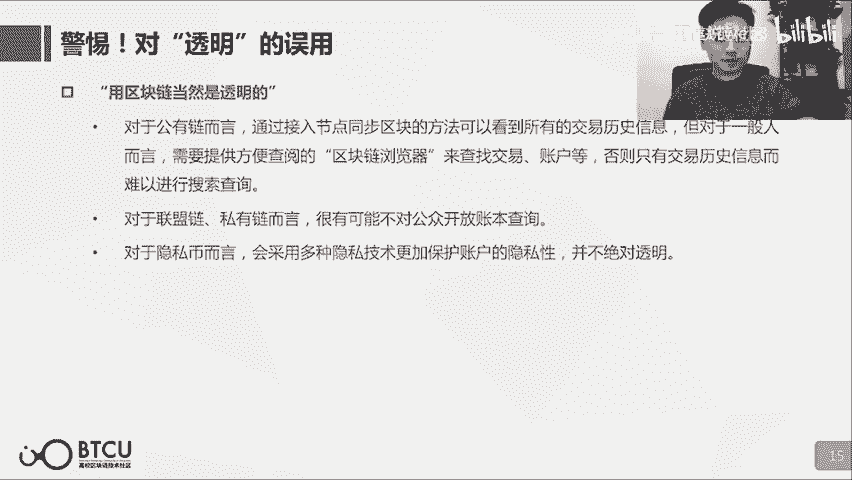 警惕！对“透明”的误用
bilibili
“用区块链当然是透明的”
• 对于公有链而言，通过接入节点同步区块的方法可以看到所有的交易历史信息，但对于一般人
而言，需要提供方便查阅的“区块链浏览器”来查找交易、账户等，否则只有交易历史信息而
难以进行搜索查询。
• 对于联盟链、私有链而言，很有可能不对公众开放账本查询。
• 对于隐私币而言，会采用多种隐私技术更加保护账户的隐私性，并不绝对透明。
BTCU
高校区块链技术社区
15